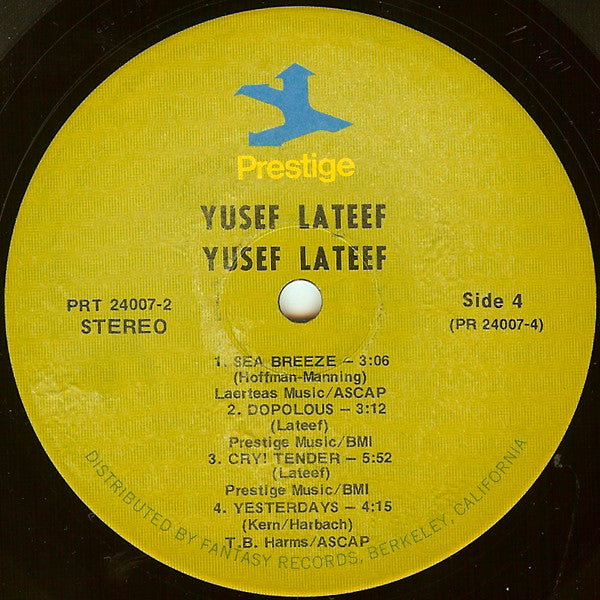 Prestige
YUSEF LATEEF
YUSEF LATEEF
PRT 24007-2
STEREO
Side 4
(PR 24007-4)
1. SEA BREEZE – 3:06
(Hoffman-Manning)
Laerteas Music/ASCAP
2. DOPOLOUS – 3:12
(Lateef)
Prestige Music/BMI
3. CRY! TENDER – 5:52
(Lateef)
Prestige Music/BMI
4. YESTERDAYS – 4:15
(Kern/Harbach)
T.B. Harms/ASCAP
DISTRIBUTED BY FANTASY RECORDS, BERKELEY, CALIFORNIA